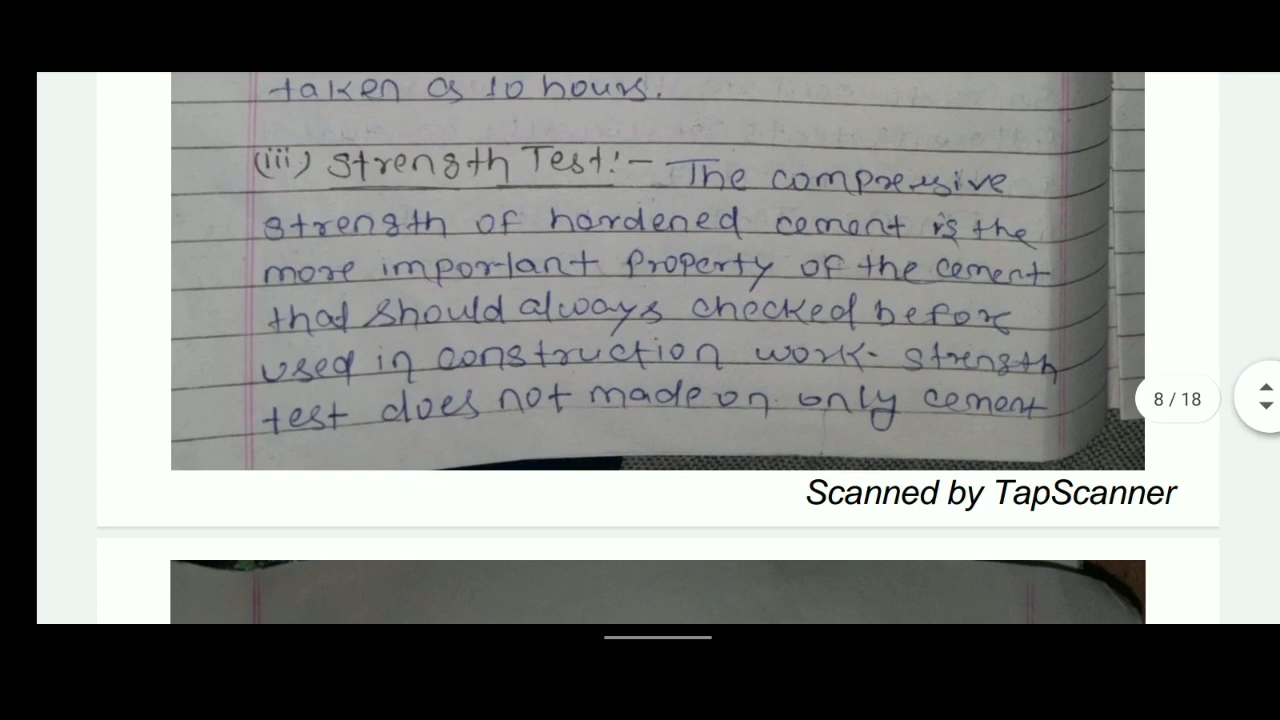 taken as 10 hours.
(iii) Strength Test:- The compressive
strength of hardened cement is the
more important property of the cement
that should always checked before
used in construction work. strength
test does not made on only cement
8 / 18
Scanned by TapScanner